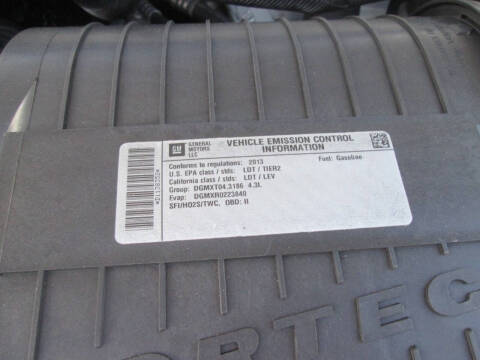 GM
GENERAL
MOTORS
LLC
VEHICLE EMISSION CONTROL
INFORMATION
Conforms to regulations: 2013
Fuel: Gasoline
U.S. EPA class / stds: LDT / TIER2
California class / stds: LDT / LEV
Group: DGMXT04.3186 4.3L
Evap: DGMXR0223840
SFI/HO2S/TWC, OBD: II
ORTEC